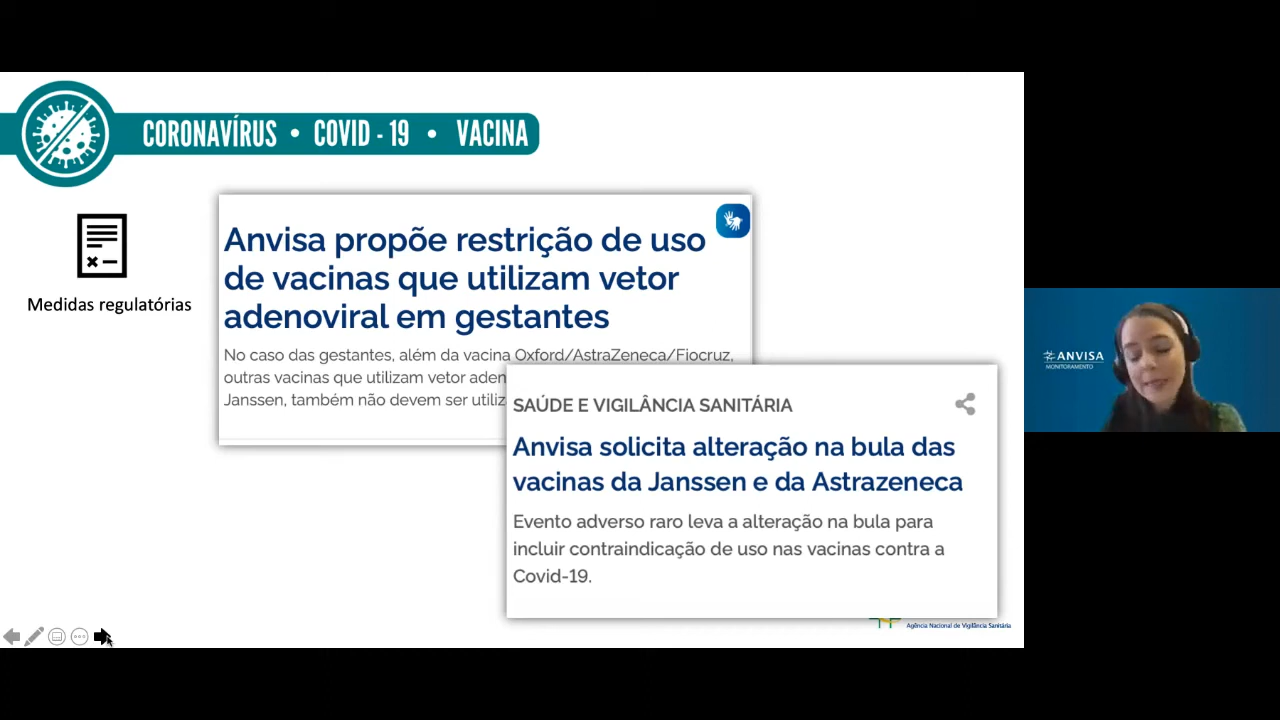 CORONAVÍRUS • COVID - 19 • VACINA
Medidas regulatórias
Anvisa propõe restrição de uso
de vacinas que utilizam vetor
adenoviral em gestantes
No caso das gestantes, além da vacina Oxford/AstraZeneca/Fiocruz,
outras vacinas que utilizam vetor
Janssen, também não devem ser
SAÚDE E VIGILÂNCIA SANITÁRIA
Anvisa solicita alteração na bula das
vacinas da Janssen e da Astrazeneca
Evento adverso raro leva a alteração na bula para
incluir contraindicação de uso nas vacinas contra a
Covid-19.
Agência Nacional de Vigilância Sanitária
ANVISA
MONITORAMENTO